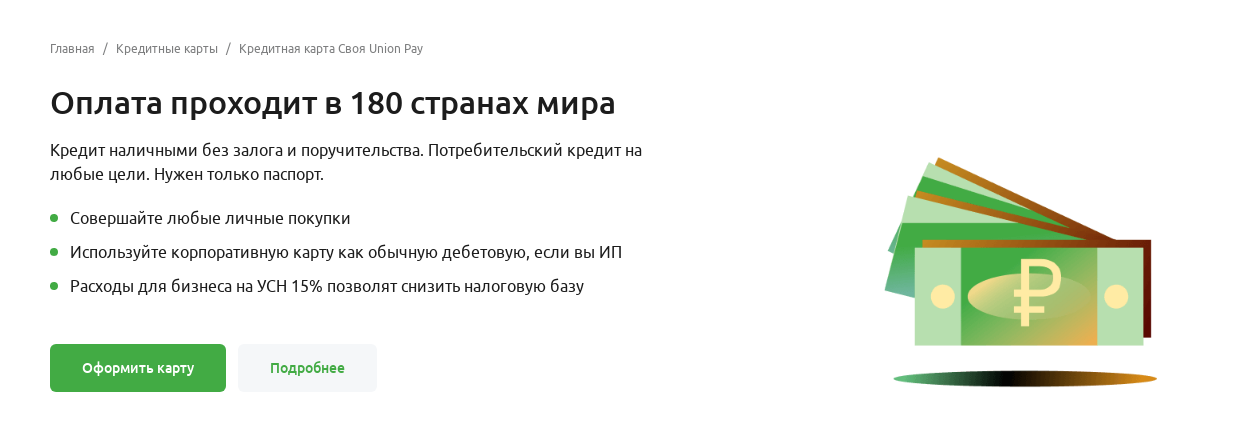 Главная / Кредитные карты / Кредитная карта Своя Union Pay
Оплата проходит в 180 странах мира
Кредит наличными без залога и поручительства. Потребительский кредит на
любые цели. Нужен только паспорт.
Совершайте любые личные покупки
Используйте корпоративную карту как обычную дебетовую, если вы ИП
Расходы для бизнеса на УСН 15% позволят снизить налоговую базу
Оформить карту
Подробнее
₽